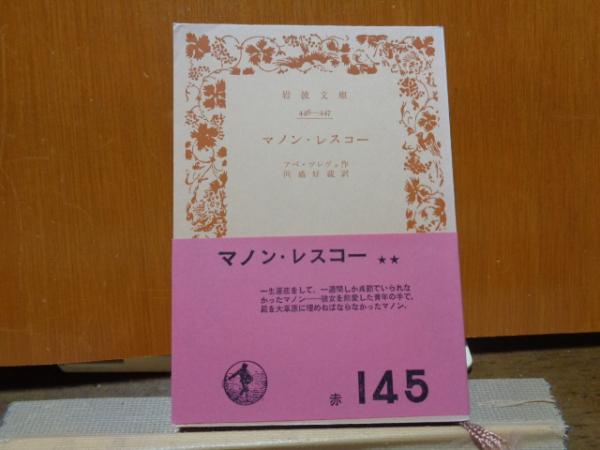 岩波文庫
446—447
マノン・レスコー
アベ・プレヴォ作
河盛好蔵訳
マノン・レスコー ★★
一生涯恋をして、一週間しか貞節でいられな
かったマノン——彼女を熱愛した青年の手で、
屍を大草原に埋めねばならなかったマノン．
赤 145